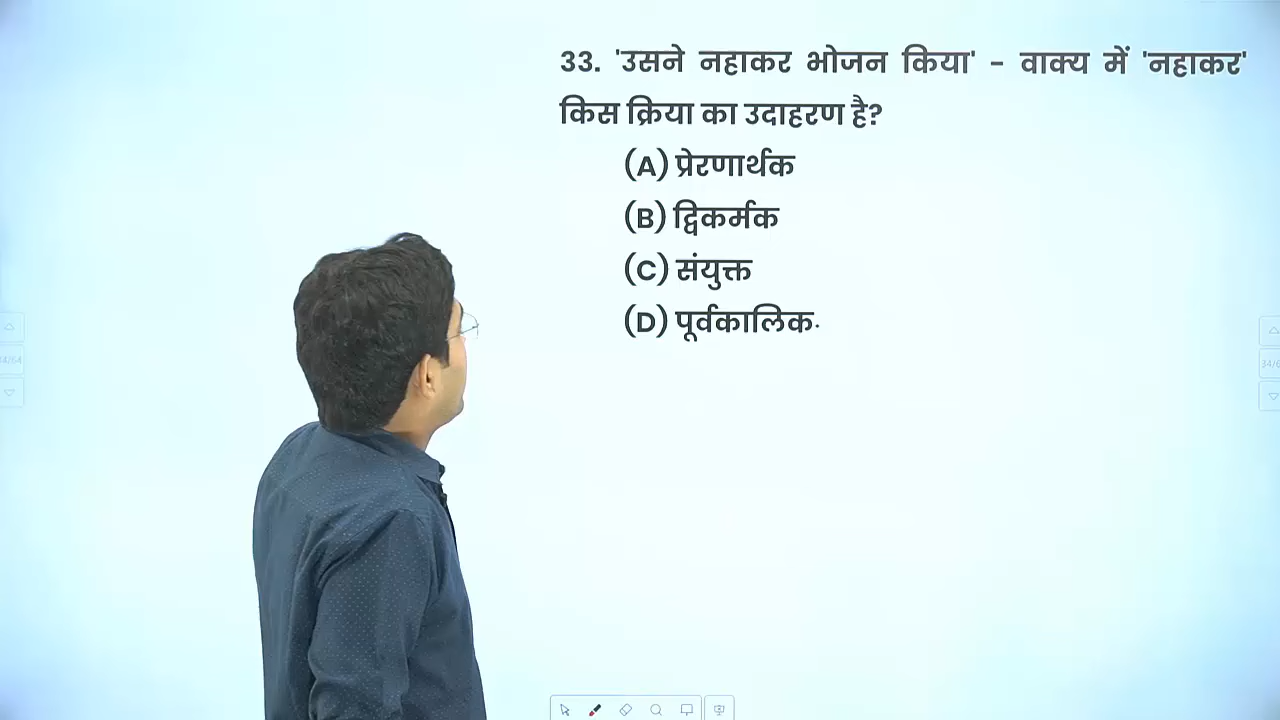 33. 'उसने नहाकर भोजन किया' - वाक्य में 'नहाकर'
किस क्रिया का उदाहरण है?
(A) प्रेरणार्थक
(B) द्विकर्मक
(C) संयुक्त
(D) पूर्वकालिक